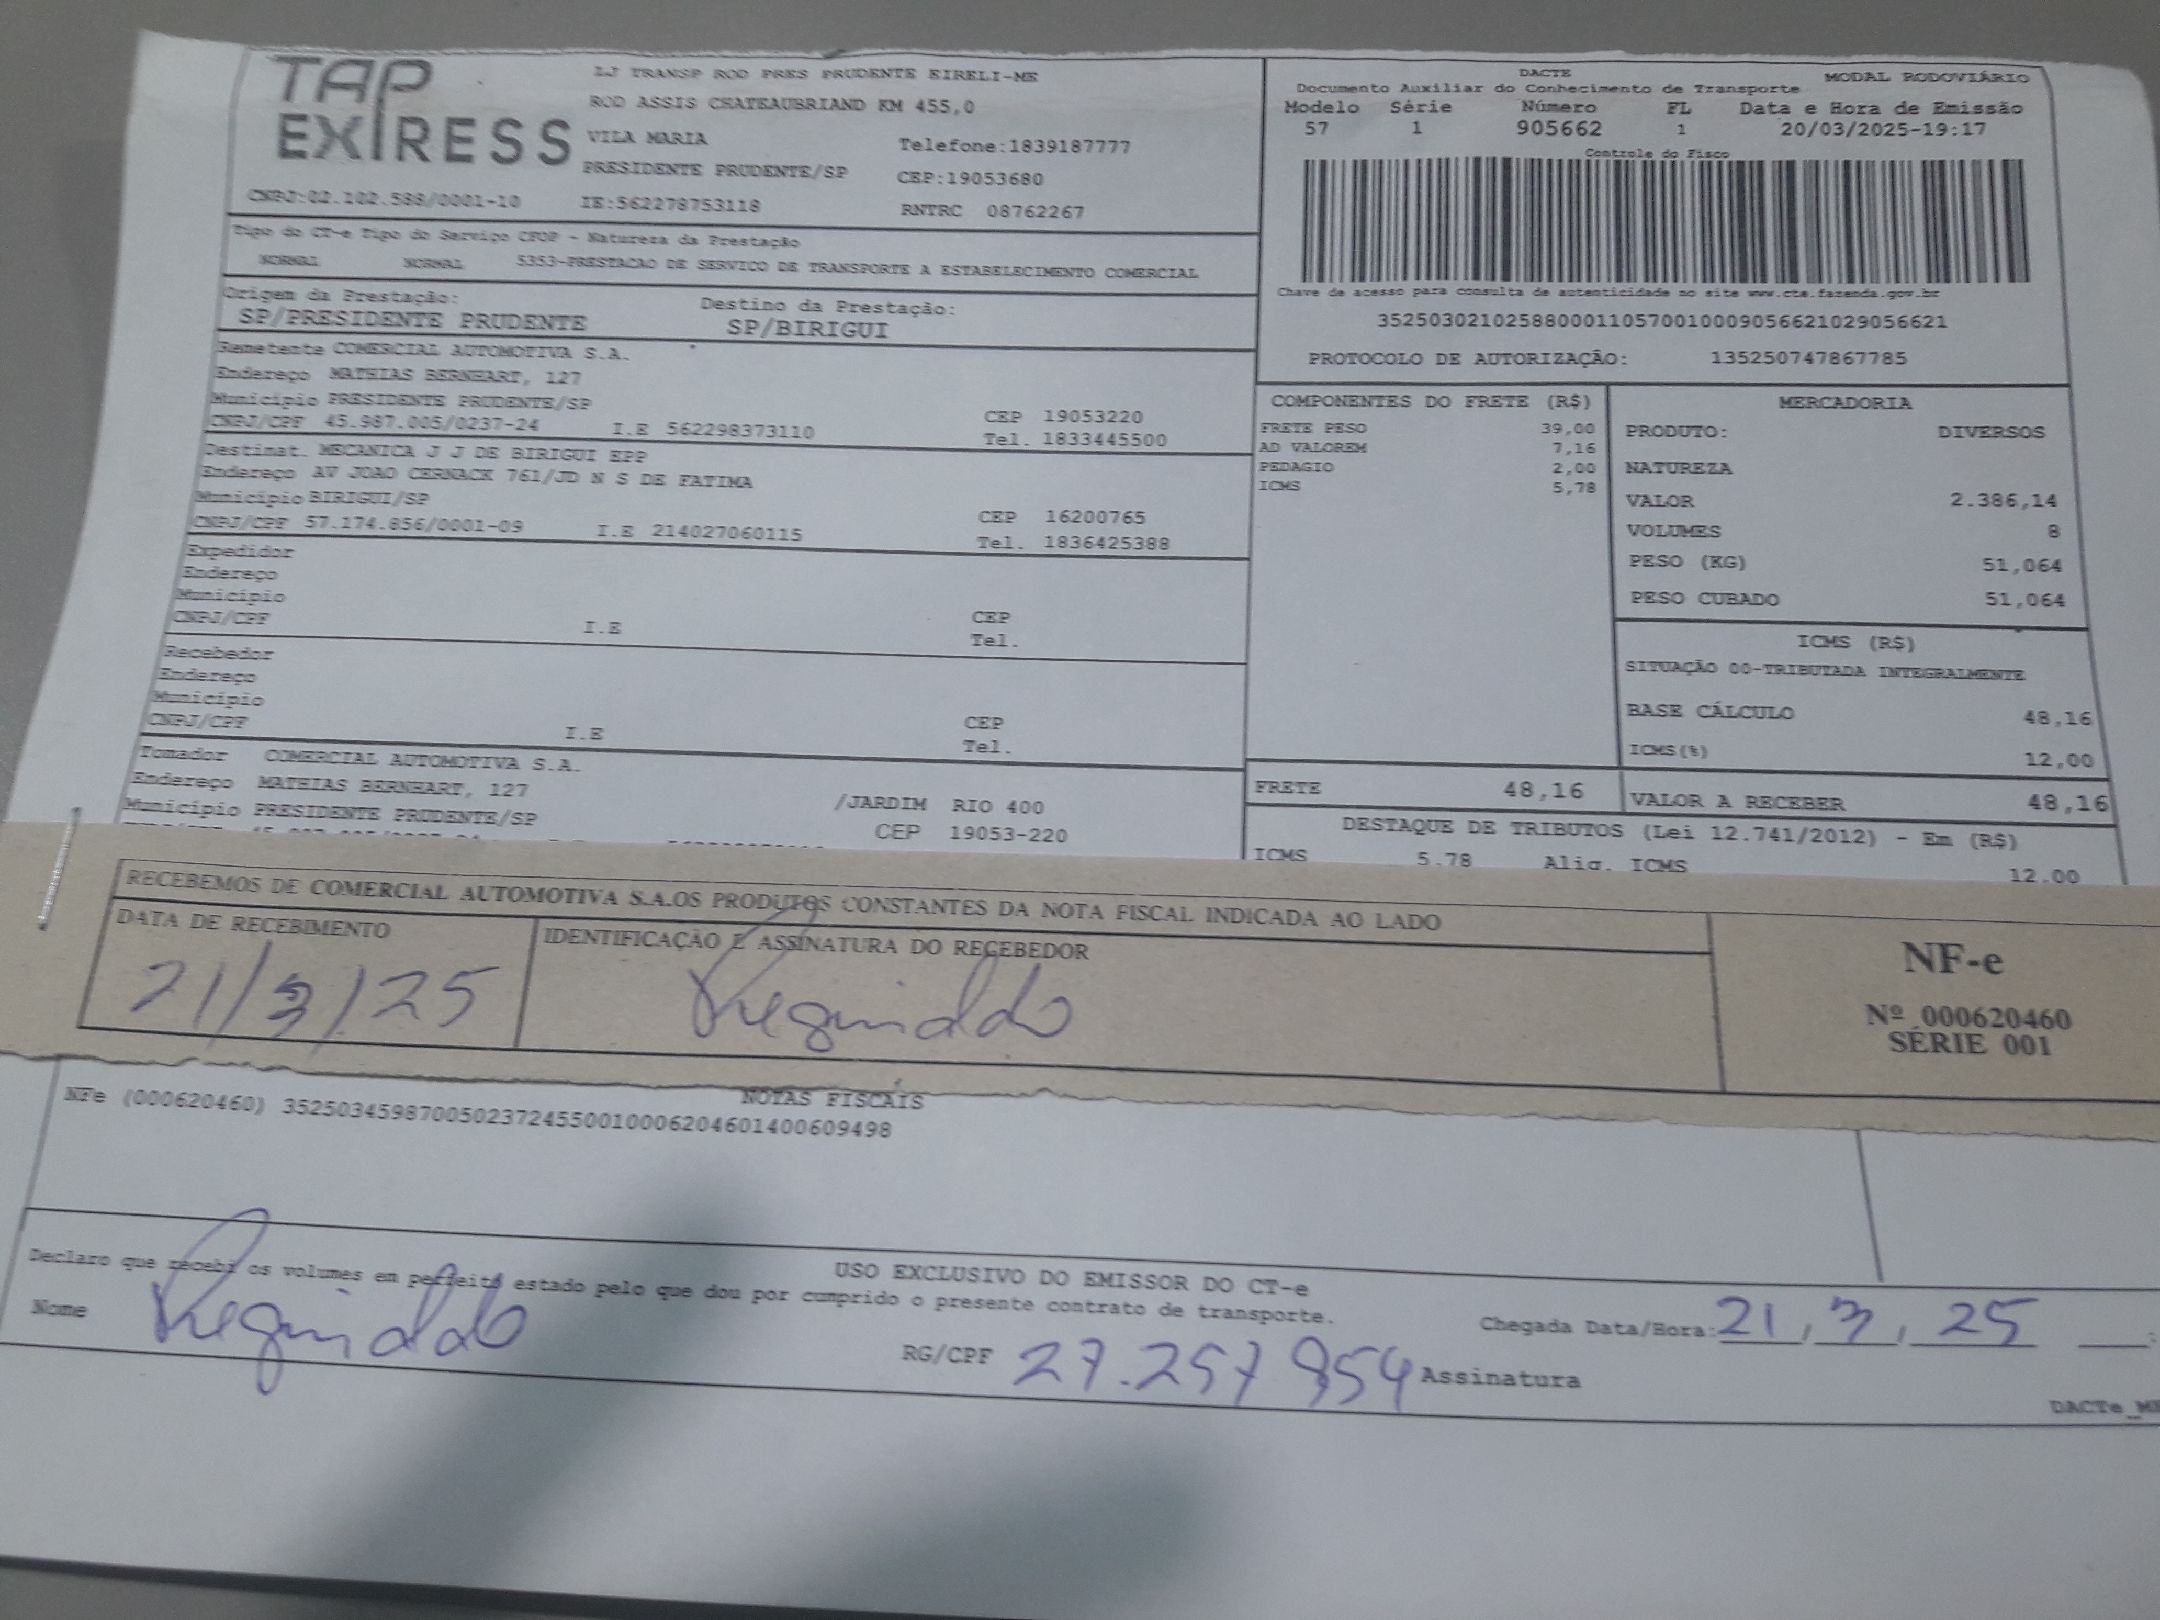 TAP
EXPRESS
LJ TRANSP ROD PRES PRUDENTE EIRELI-ME
ROD ASSIS CHATEAUBRIAND KM 455,0
VILA MARIA Telefone:1839187777
PRESIDENTE PRUDENTE/SP CEP:19053680
CNPJ:02.102.588/0001-10 IE:562278753118 RNTRC 08762267
DACTE MODAL RODOVIÁRIO
Documento Auxiliar do Conhecimento de Transporte
Modelo Série Número FL Data e Hora de Emissão
57 1 905662 1 20/03/2025-19:17
Controle do Fisco
Chave de acesso para consulta de autenticidade no site www.cte.fazenda.gov.br
35250302102588000110570010009056621029056621
PROTOCOLO DE AUTORIZAÇÃO: 135250747867785
Tipo do CT-e Tipo do Serviço CFOP - Natureza da Prestação
NORMAL NORMAL 5353-PRESTACAO DE SERVICO DE TRANSPORTE A ESTABELECIMENTO COMERCIAL
Origem da Prestação: Destino da Prestação:
SP/PRESIDENTE PRUDENTE SP/BIRIGUI
Remetente COMERCIAL AUTOMOTIVA S.A.
Endereço MATHIAS BERNHART, 127
Município PRESIDENTE PRUDENTE/SP CEP 19053220
CNPJ/CPF 45.987.005/0237-24 I.E 562298373110 Tel. 1833445500
Destinat. MECANICA J J DE BIRIGUI EPP
Endereço AV JOAO CERNACK 761/JD N S DE FATIMA
Município BIRIGUI/SP CEP 16200765
CNPJ/CPF 57.174.856/0001-09 I.E 214027060115 Tel. 1836425388
Expedidor
Endereço
Município CEP
CNPJ/CPF I.E Tel.
Recebedor
Endereço
Município CEP
CNPJ/CPF I.E Tel.
Tomador COMERCIAL AUTOMOTIVA S.A.
Endereço MATHIAS BERNHART, 127 /JARDIM RIO 400
Município PRESIDENTE PRUDENTE/SP CEP 19053-220
COMPONENTES DO FRETE (R$)
FRETE PESO 39,00
AD VALOREM 7,16
PEDAGIO 2,00
ICMS 5,78
MERCADORIA
PRODUTO: DIVERSOS
NATUREZA
VALOR 2.386,14
VOLUMES 8
PESO (KG) 51,064
PESO CUBADO 51,064
ICMS (R$)
SITUAÇÃO 00-TRIBUTADA INTEGRALMENTE
BASE CÁLCULO 48,16
ICMS(%) 12,00
FRETE 48,16 VALOR A RECEBER 48,16
DESTAQUE DE TRIBUTOS (Lei 12.741/2012) - Em (R$)
ICMS 5.78 Aliq. ICMS 12.00
RECEBEMOS DE COMERCIAL AUTOMOTIVA S.A.OS PRODUTOS CONSTANTES DA NOTA FISCAL INDICADA AO LADO
DATA DE RECEBIMENTO IDENTIFICAÇÃO E ASSINATURA DO RECEBEDOR
21/3/25 Reginaldo
NF-e
Nº 000620460
SÉRIE 001
NOTAS FISCAIS
NFe (000620460) 35250345987005023724550010006204601400609498
USO EXCLUSIVO DO EMISSOR DO CT-e
Declaro que recebi os volumes em perfeito estado pelo que dou por cumprido o presente contrato de transporte.
Nome Reginaldo RG/CPF 27.257.954 Assinatura
Chegada Data/Hora: 21, 3, 25 :